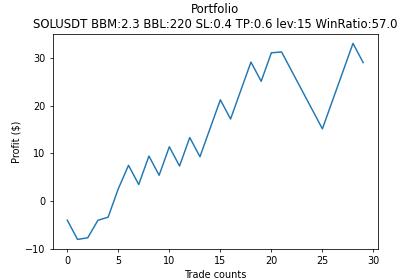 Portfolio
SOLUSDT BBM:2.3 BBL:220 SL:0.4 TP:0.6 lev:15 WinRatio:57.0
Profit ($)
30
20
10
0
−10
0 5 10 15 20 25 30
Trade counts